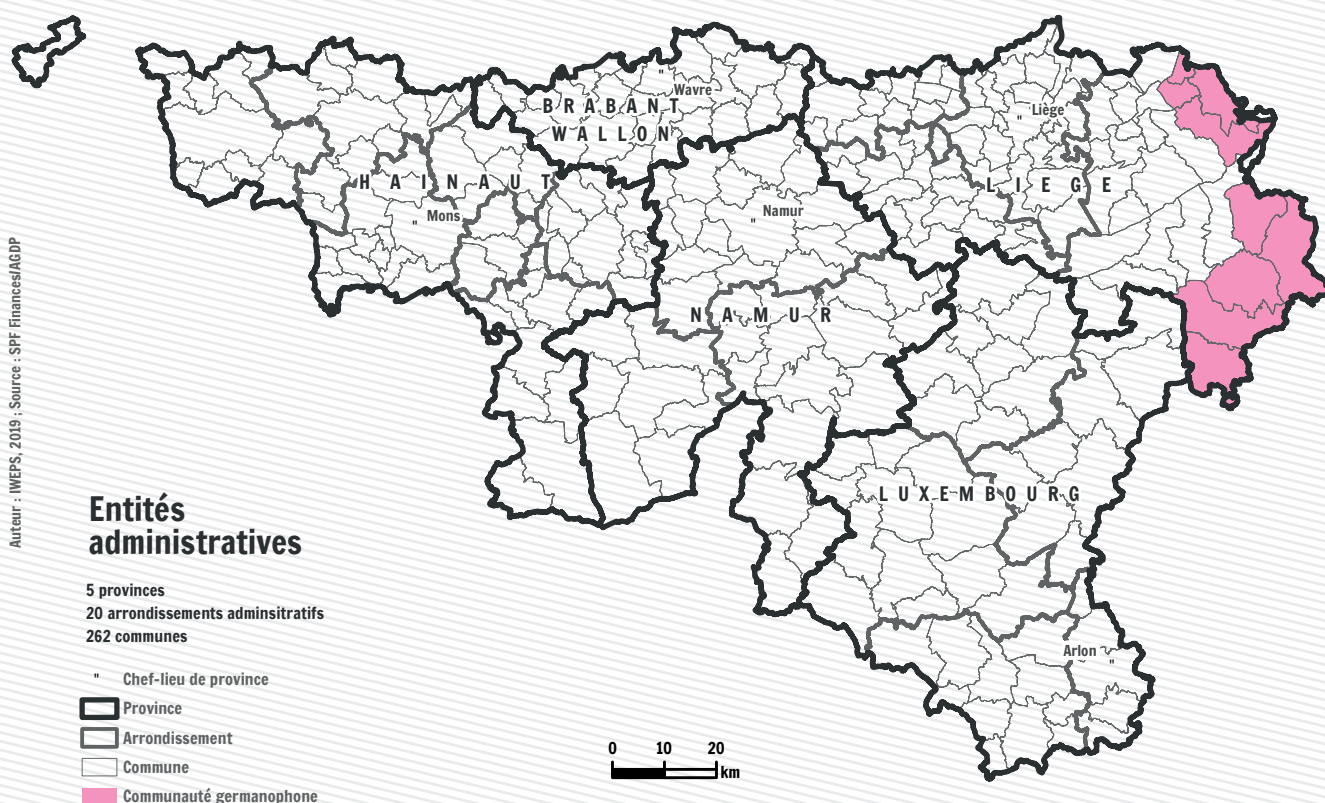 Wavre
BRABANT
WALLON
Liège
HAINAUT
LIEGE
Mons
Namur
NAMUR
LUXEMBOURG
Arlon
Auteur : IWEPS, 2019 ; Source : SPF Finances/AGDP
Entités
administratives
5 provinces
20 arrondissements adminsitratifs
262 communes
" Chef-lieu de province
Province
Arrondissement
Commune
Communauté germanophone
0 10 20
km